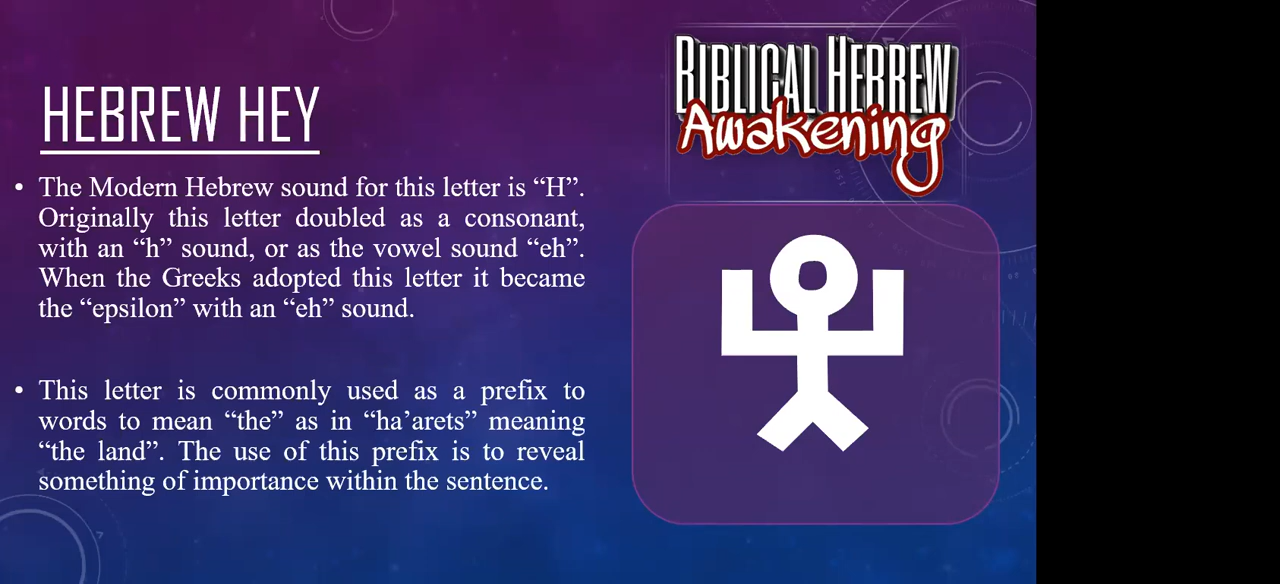 HEBREW HEY
• The Modern Hebrew sound for this letter is “H”.
Originally this letter doubled as a consonant,
with an “h” sound, or as the vowel sound “eh”.
When the Greeks adopted this letter it became
the “epsilon” with an “eh” sound.
• This letter is commonly used as a prefix to
words to mean “the” as in “ha’arets” meaning
“the land”. The use of this prefix is to reveal
something of importance within the sentence.
BIBLICAL HEBREW
Awakening